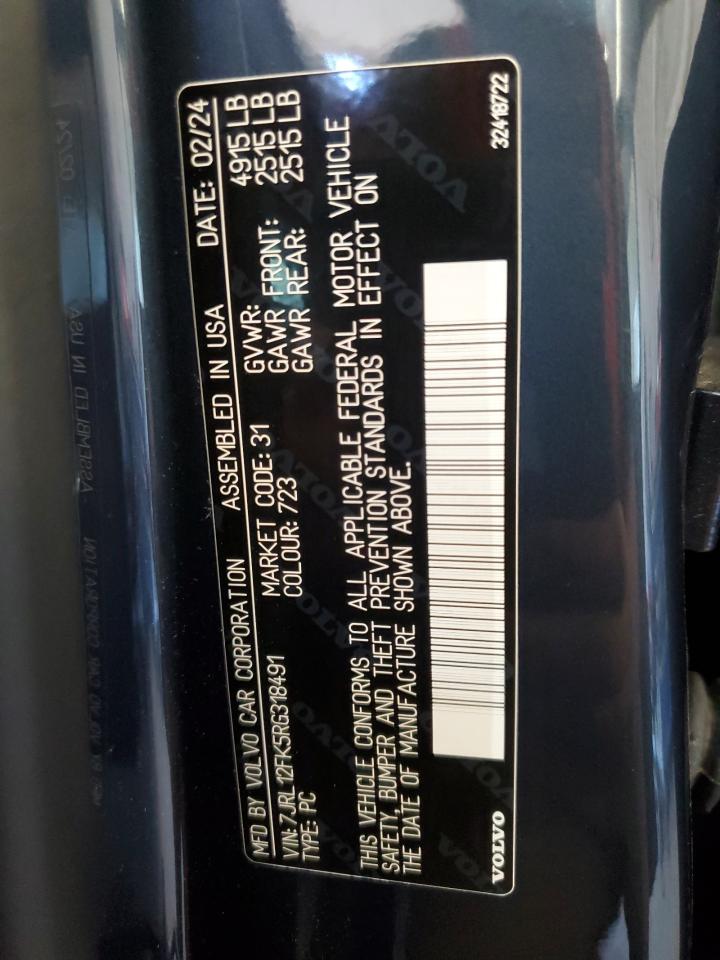 MFD BY VOLVO CAR CORPORATION ASSEMBLED IN USA DATE: 02/24
VIN: 7JRL12FK5RG318491 MARKET CODE: 31 GVWR: 4915 LB
TYPE: PC COLOUR: 723 GAWR FRONT: 2515 LB
GAWR REAR: 2515 LB
THIS VEHICLE CONFORMS TO ALL APPLICABLE FEDERAL MOTOR VEHICLE
SAFETY, BUMPER AND THEFT PREVENTION STANDARDS IN EFFECT ON
THE DATE OF MANUFACTURE SHOWN ABOVE.
VOLVO 32418722